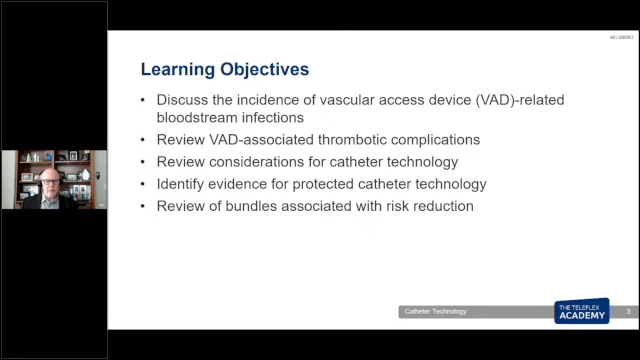 MC-006953
Learning Objectives
• Discuss the incidence of vascular access device (VAD)-related
bloodstream infections
• Review VAD-associated thrombotic complications
• Review considerations for catheter technology
• Identify evidence for protected catheter technology
• Review of bundles associated with risk reduction
Catheter Technology
THE TELEFLEX
ACADEMY
3